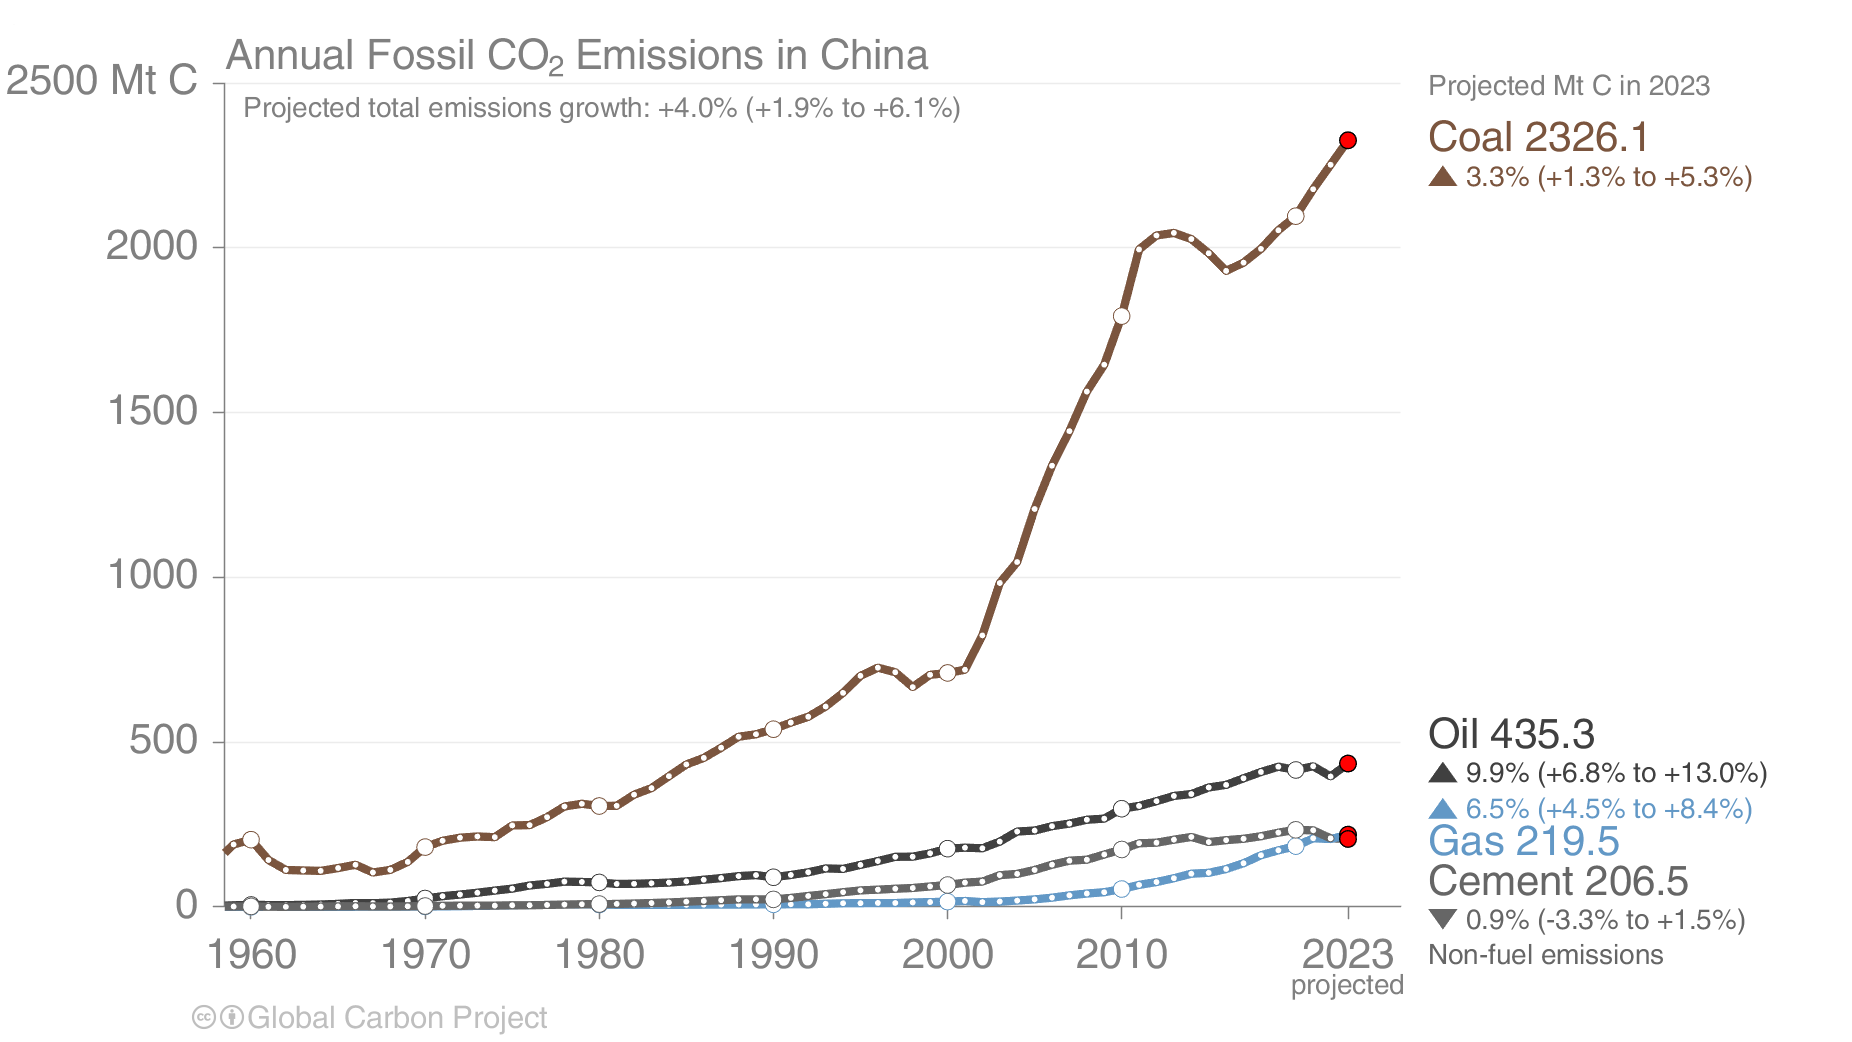 Annual Fossil CO₂ Emissions in China
2500 Mt C
Projected total emissions growth: +4.0% (+1.9% to +6.1%)
2000
1500
1000
500
0
1960 1970 1980 1990 2000 2010 2023
projected
Projected Mt C in 2023
Coal 2326.1
▲ 3.3% (+1.3% to +5.3%)
Oil 435.3
▲ 9.9% (+6.8% to +13.0%)
▲ 6.5% (+4.5% to +8.4%)
Gas 219.5
Cement 206.5
▼ 0.9% (-3.3% to +1.5%)
Non-fuel emissions
cc Global Carbon Project